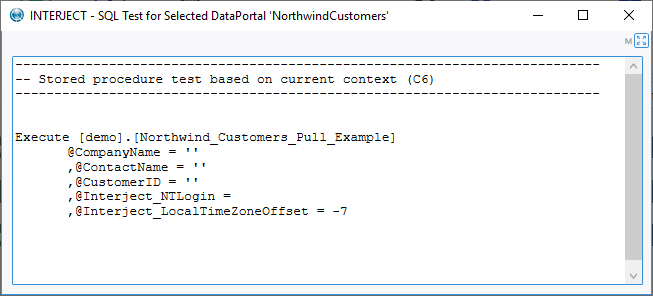 INTERJECT - SQL Test for Selected DataPortal 'NorthwindCustomers'
M
--------------------------------------------------------------------------
-- Stored procedure test based on current context (C6)
--------------------------------------------------------------------------
Execute [demo].[Northwind_Customers_Pull_Example]
@CompanyName = ''
,@ContactName = ''
,@CustomerID = ''
,@Interject_NTLogin =
,@Interject_LocalTimeZoneOffset = -7